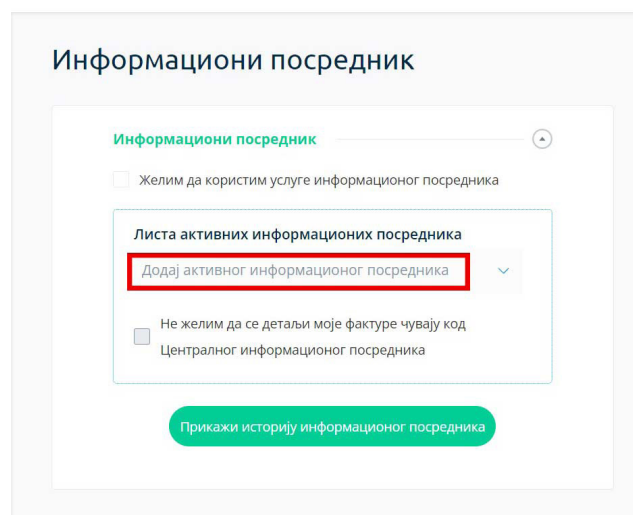 Информациони посредник
Информациони посредник
Желим да користим услуге информационог посредника
Листа активних информационих посредника
Додај активног информационог посредника
Не желим да се детаљи моје фактуре чувају код
Централног информационог посредника
Прикажи историју информационог посредника